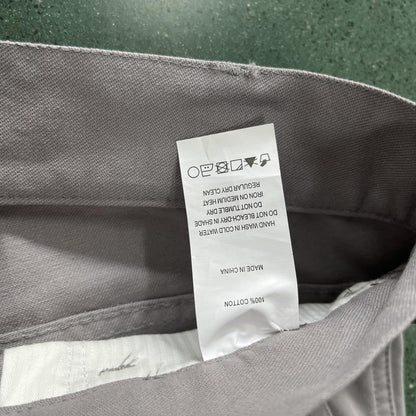 100% COTTON
MADE IN CHINA
HAND WASH IN COLD WATER
DO NOT BLEACH-DRY IN SHADE
DO NOT TUMBLE DRY
IRON ON MEDIUM HEAT
REGULAR DRY CLEAN